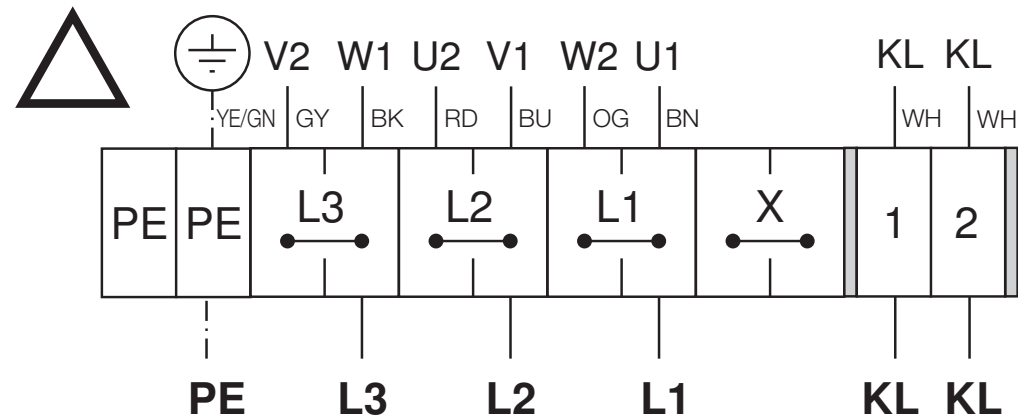 V2 W1 U2 V1 W2 U1 KL KL
YE/GN GY BK RD BU OG BN WH WH
PE PE L3 L2 L1 X 1 2
PE L3 L2 L1 KL KL